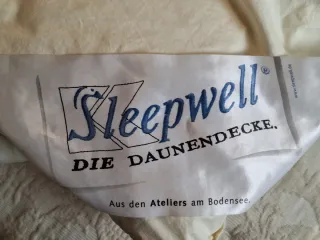 Sleepwell®
DIE DAUNENDECKE.
Aus den Ateliers am Bodensee.